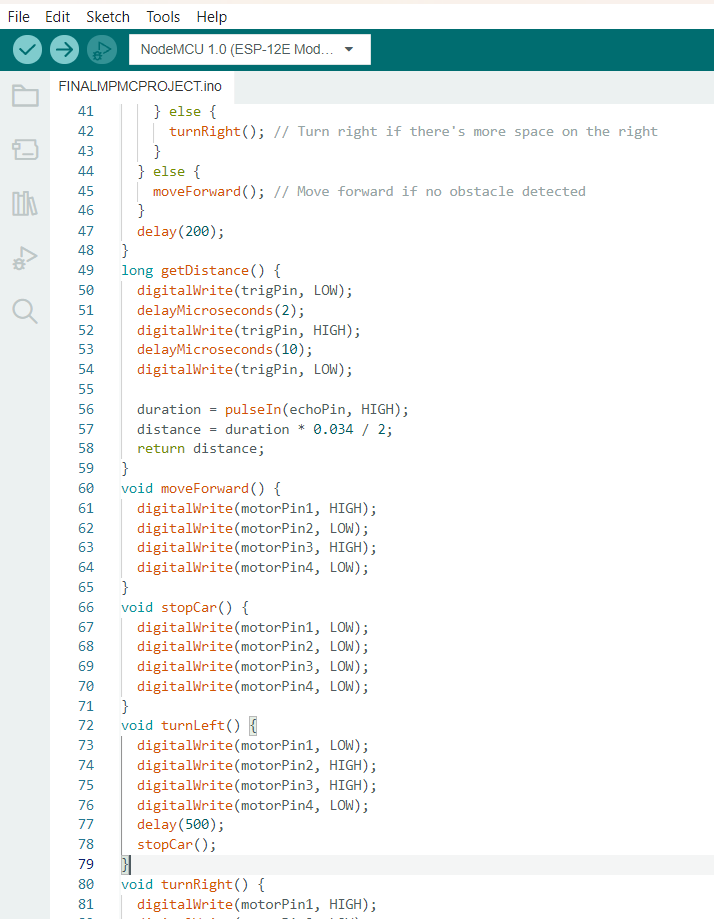 File Edit Sketch Tools Help
NodeMCU 1.0 (ESP-12E Mod...
FINALMPMCPROJECT.ino
41 } else {
42 turnRight(); // Turn right if there's more space on the right
43 }
44 } else {
45 moveForward(); // Move forward if no obstacle detected
46 }
47 delay(200);
48 }
49 long getDistance() {
50 digitalWrite(trigPin, LOW);
51 delayMicroseconds(2);
52 digitalWrite(trigPin, HIGH);
53 delayMicroseconds(10);
54 digitalWrite(trigPin, LOW);
55
56 duration = pulseIn(echoPin, HIGH);
57 distance = duration * 0.034 / 2;
58 return distance;
59 }
60 void moveForward() {
61 digitalWrite(motorPin1, HIGH);
62 digitalWrite(motorPin2, LOW);
63 digitalWrite(motorPin3, HIGH);
64 digitalWrite(motorPin4, LOW);
65 }
66 void stopCar() {
67 digitalWrite(motorPin1, LOW);
68 digitalWrite(motorPin2, LOW);
69 digitalWrite(motorPin3, LOW);
70 digitalWrite(motorPin4, LOW);
71 }
72 void turnLeft() {
73 digitalWrite(motorPin1, LOW);
74 digitalWrite(motorPin2, HIGH);
75 digitalWrite(motorPin3, HIGH);
76 digitalWrite(motorPin4, LOW);
77 delay(500);
78 stopCar();
79 }
80 void turnRight() {
81 digitalWrite(motorPin1, HIGH);